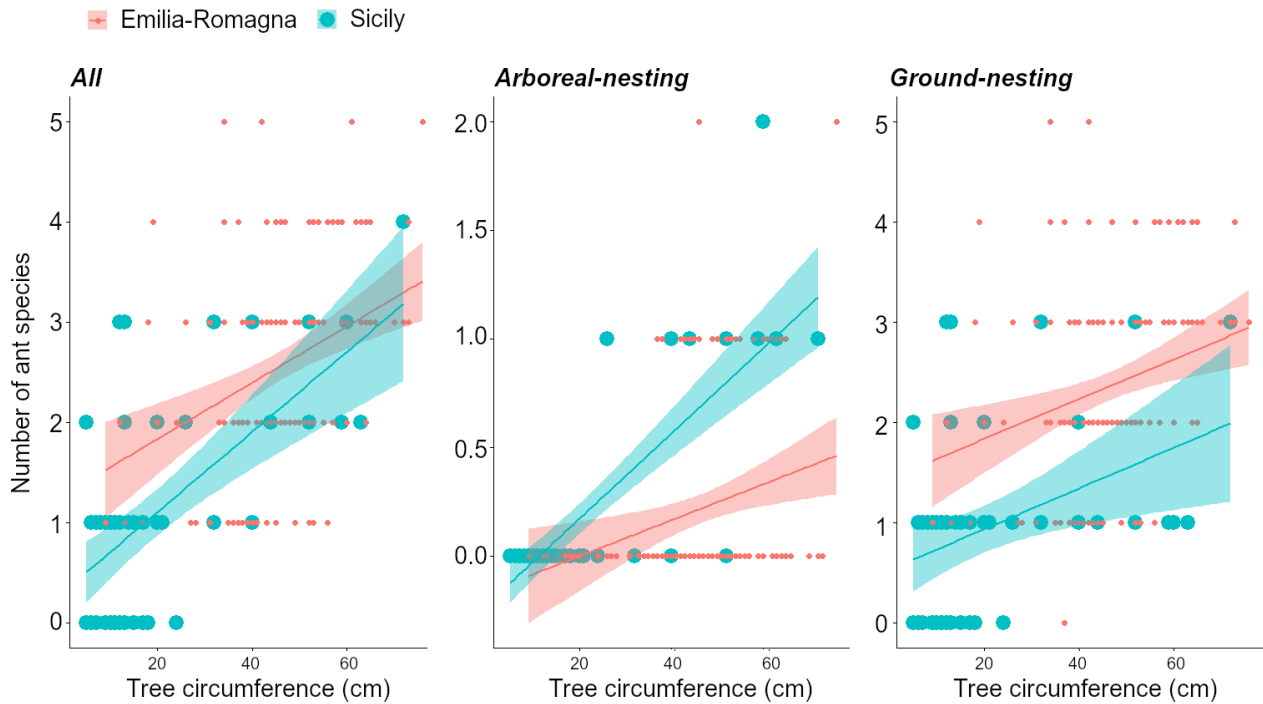 Emilia-Romagna Sicily
All
Arboreal-nesting
Ground-nesting
Number of ant species
5
4
3
2
1
0
20 40 60
Tree circumference (cm)
2.0
1.5
1.0
0.5
0.0
20 40 60
Tree circumference (cm)
5
4
3
2
1
0
20 40 60
Tree circumference (cm)